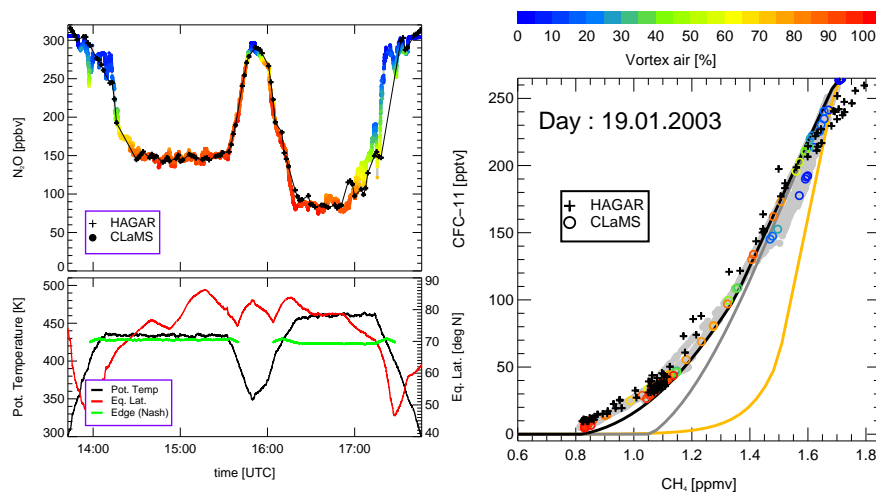 300
250
200
150
100
50
0
N₂O [ppbv]
HAGAR
CLaMS
450
400
350
300
Pot. Temperature [K]
90
80
70
60
50
40
Eq. Lat. [deg N]
Pot. Temp
Eq. Lat.
Edge (Nash)
14:00 15:00 16:00 17:00
time [UTC]
0 10 20 30 40 50 60 70 80 90 100
Vortex air [%]
Day : 19.01.2003
HAGAR
CLaMS
250
200
150
100
50
0
CFC–11 [pptv]
0.6 0.8 1.0 1.2 1.4 1.6 1.8
CH₄ [ppmv]